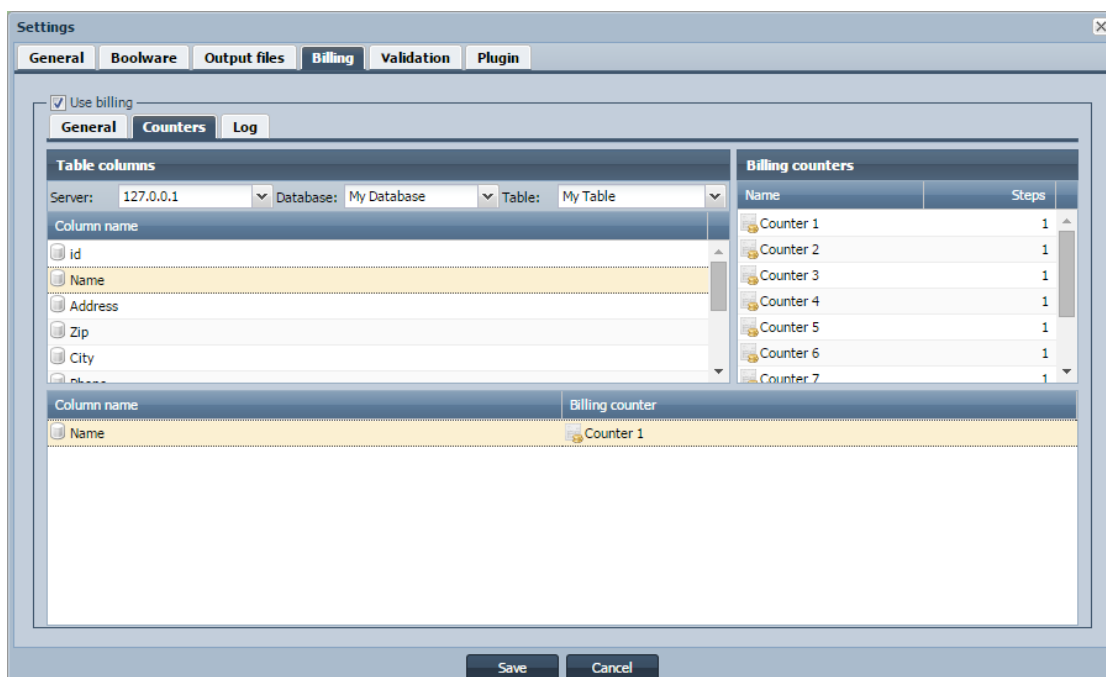 Settings
General Boolware Output files Billing Validation Plugin
Use billing
General Counters Log
Table columns
Server: 127.0.0.1 Database: My Database Table: My Table
Column name
id
Name
Address
Zip
City
Phone
Billing counters
Name Steps
Counter 1 1
Counter 2 1
Counter 3 1
Counter 4 1
Counter 5 1
Counter 6 1
Counter 7 1
Column name Billing counter
Name Counter 1
Save Cancel